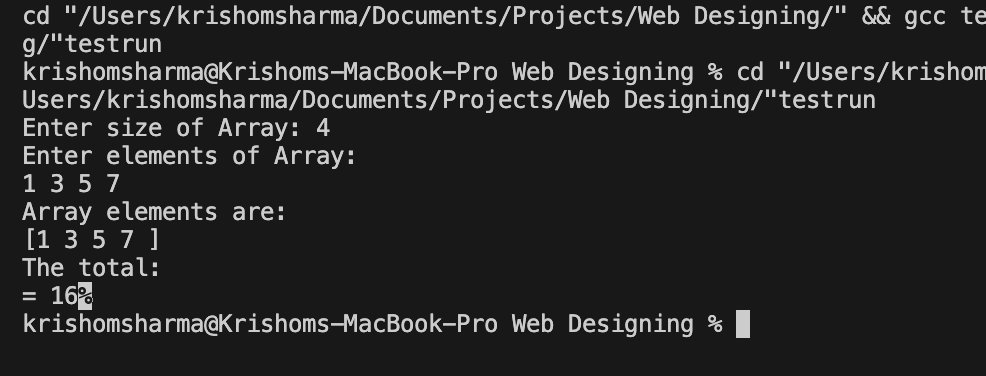 cd "/Users/krishomsharma/Documents/Projects/Web Designing/" && gcc te
g/"testrun
krishomsharma@Krishoms-MacBook-Pro Web Designing % cd "/Users/krishom
Users/krishomsharma/Documents/Projects/Web Designing/"testrun
Enter size of Array: 4
Enter elements of Array:
1 3 5 7
Array elements are:
[1 3 5 7 ]
The total:
= 16%
krishomsharma@Krishoms-MacBook-Pro Web Designing %